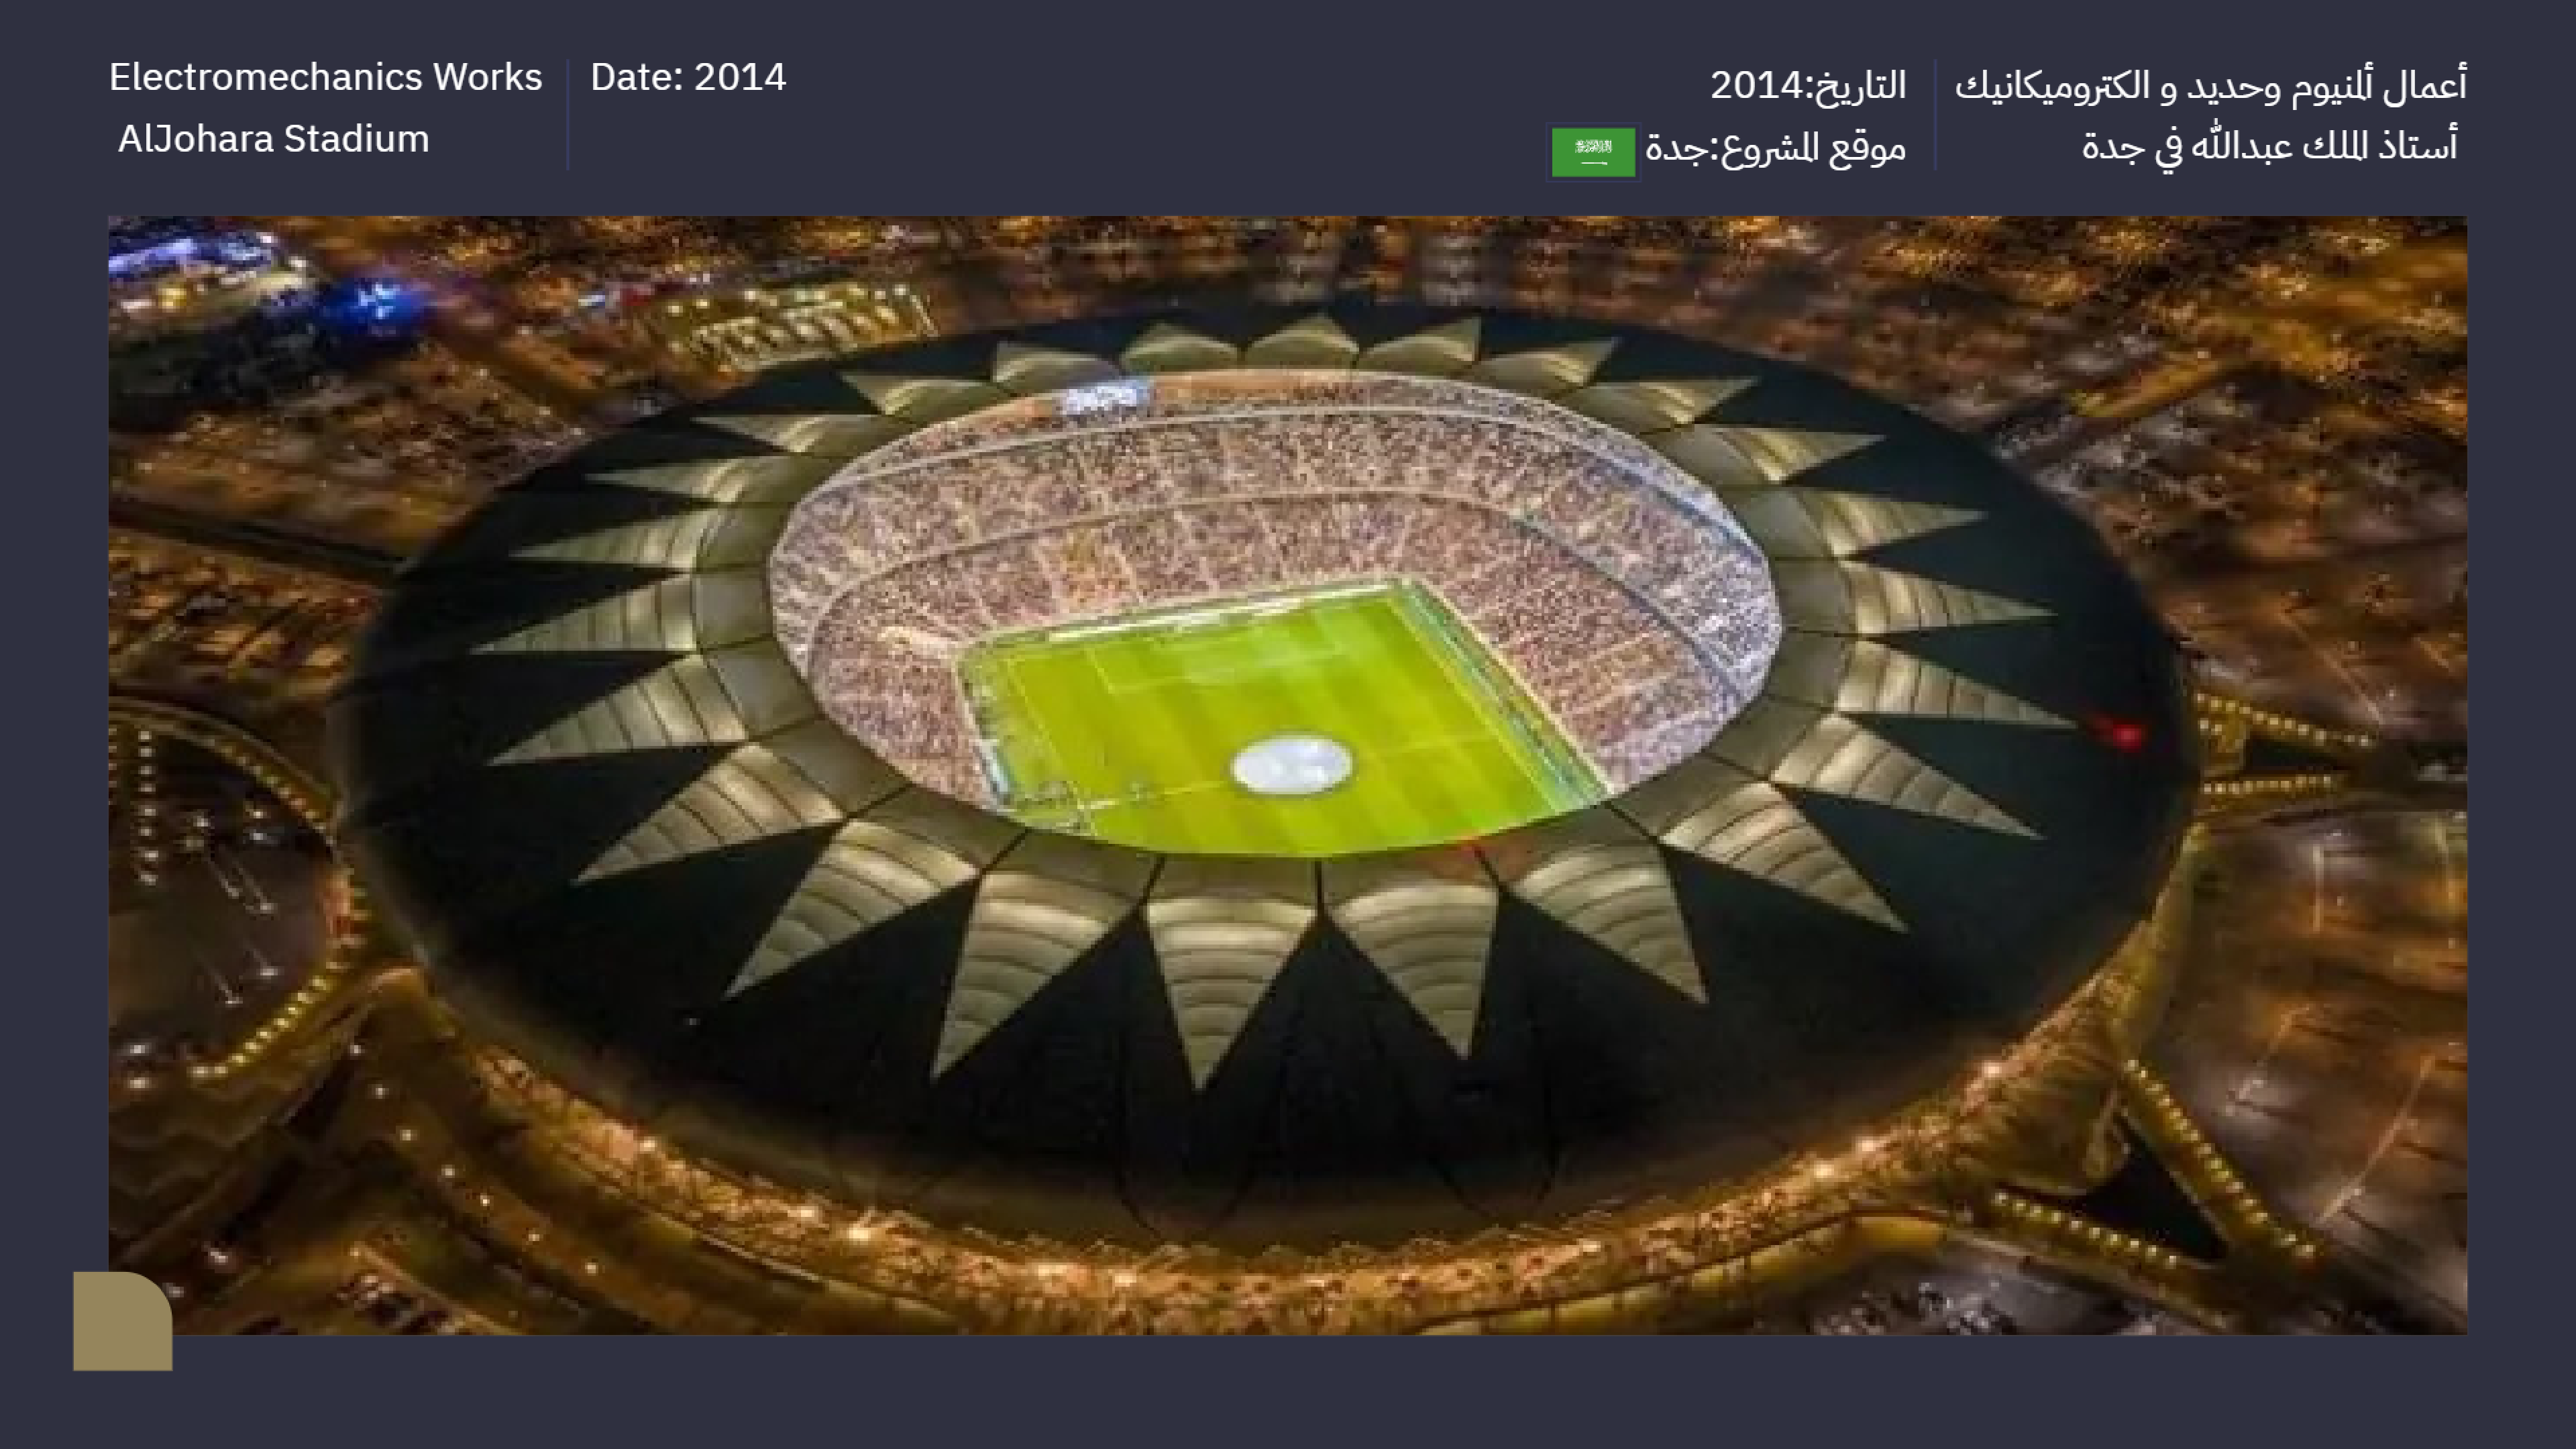 Electromechanics Works
AlJohara Stadium
Date: 2014
أعمال ألمنيوم وحديد و الكتروميكانيك
أستاذ الملك عبدالله في جدة
التاريخ:2014
موقع المشروع:جدة